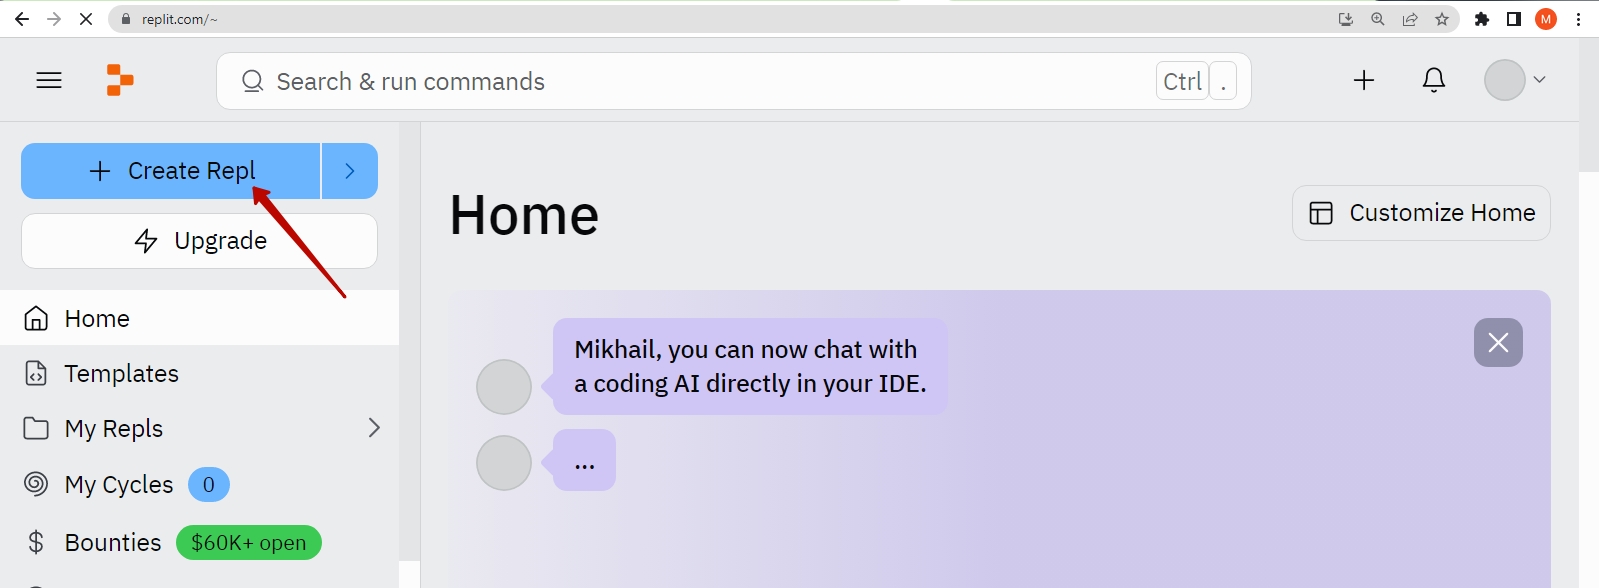 replit.com/~
M
Search & run commands
Ctrl .
Create Repl
Upgrade
Home
Templates
My Repls
My Cycles 0
Bounties $60K+ open
Home
Customize Home
Mikhail, you can now chat with
a coding AI directly in your IDE.
...